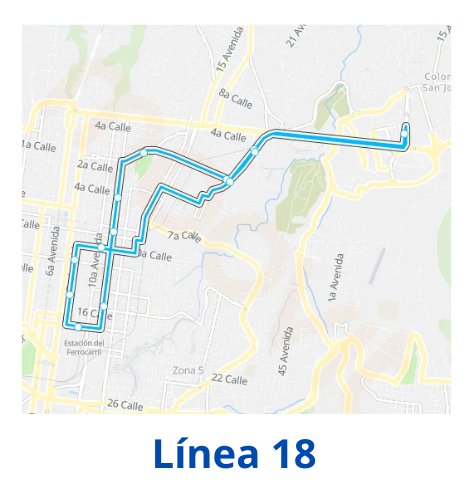 15 Avenida
21 Av
15 A
Colon
San Jo
8a Calle
4a Calle
4a Calle
1a Calle
2a Calle
4a Calle
7a Calle
6a Avenida
10a Avenida
a Calle
lle
1a Avenida
16 Calle
Estación del
Ferrocarril
45 Avenida
Zona 5
22 Calle
26 Calle
Línea 18